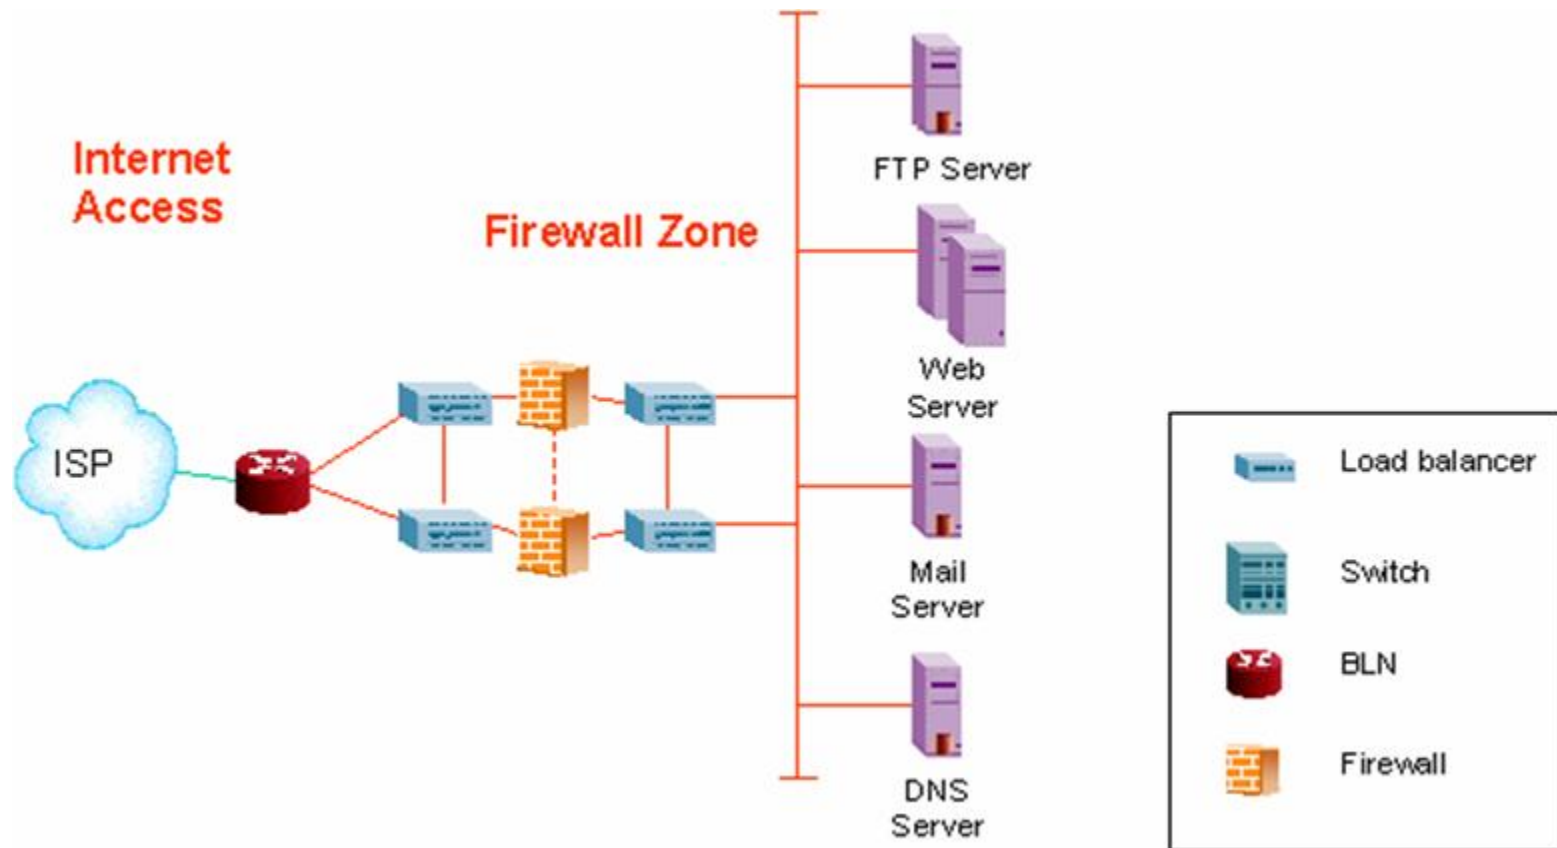 Internet
Access
Firewall Zone
ISP
FTP Server
Web
Server
Mail
Server
DNS
Server
Load balancer
Switch
BLN
Firewall